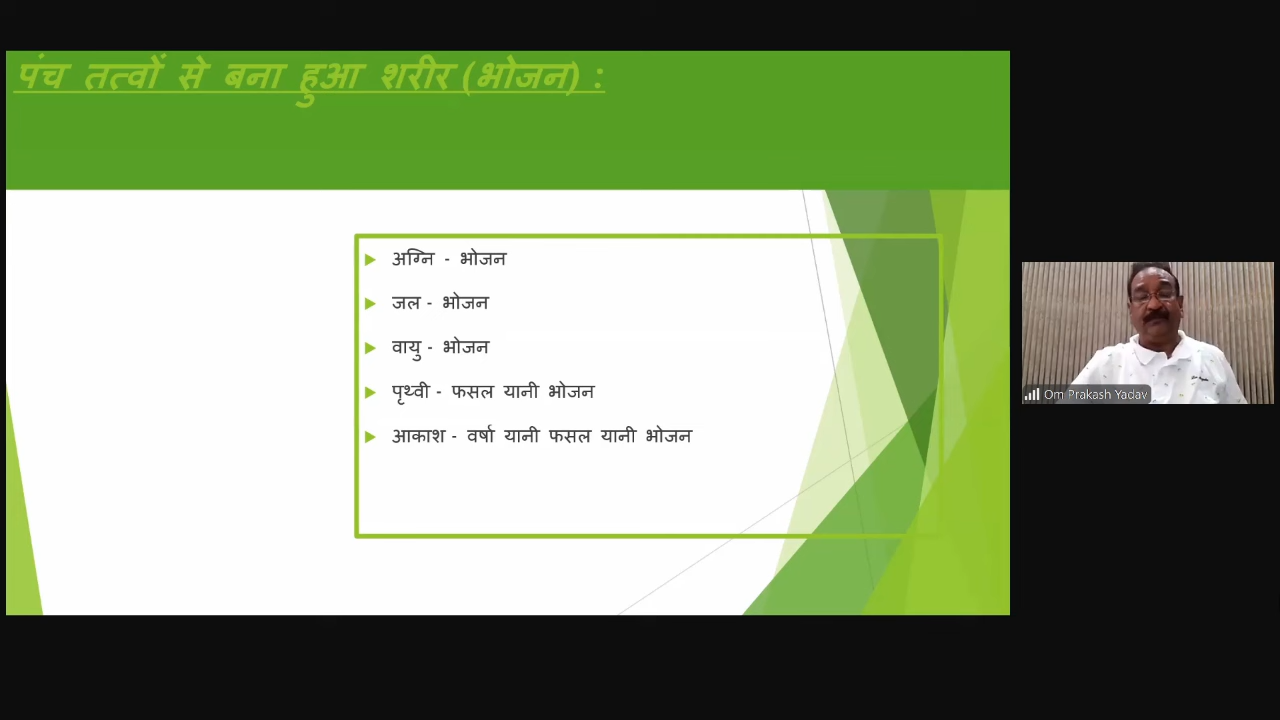 पंच तत्वों से बना हुआ शरीर (भोजन) :
अग्नि - भोजन
जल - भोजन
वायु - भोजन
पृथ्वी - फसल यानी भोजन
आकाश - वर्षा यानी फसल यानी भोजन
Om Prakash Yadav